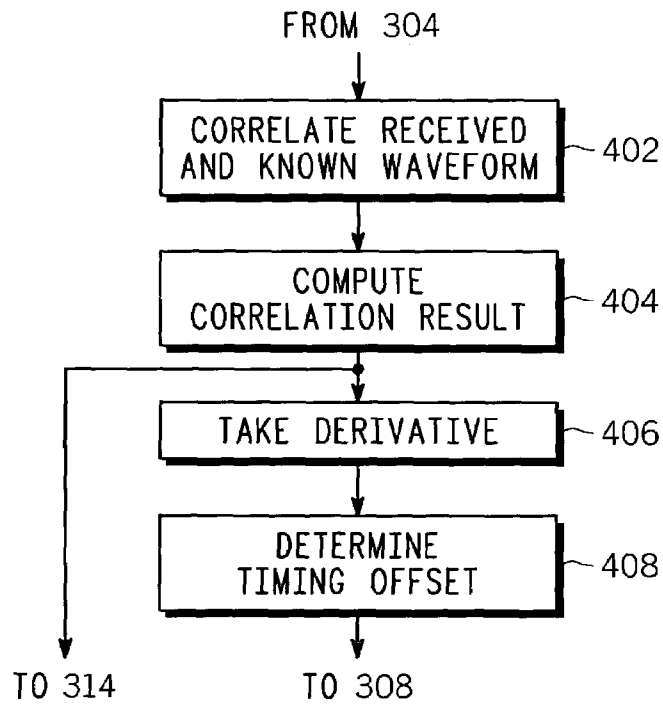 FROM 304
CORRELATE RECEIVED
AND KNOWN WAVEFORM
402
COMPUTE
CORRELATION RESULT
404
TAKE DERIVATIVE
406
DETERMINE
TIMING OFFSET
408
TO 314
TO 308